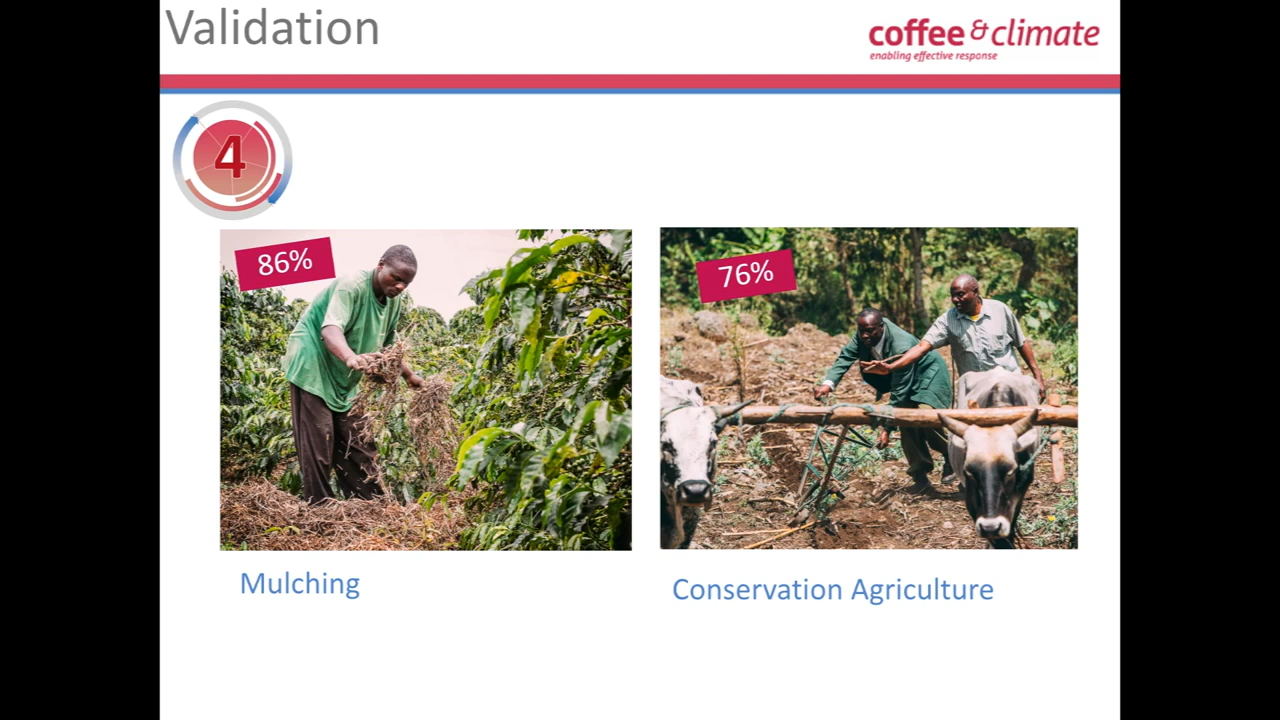 Validation
coffee & climate
enabling effective response
4
86%
76%
Mulching
Conservation Agriculture